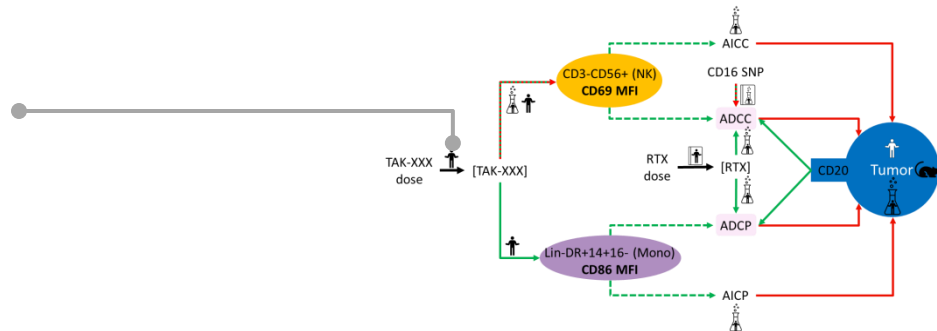 AICC
CD3-CD56+ (NK)
CD69 MFI
CD16 SNP
ADCC
TAK-XXX
dose
[TAK-XXX]
RTX
dose
[RTX]
CD20
Tumor
ADCP
Lin-DR+14+16- (Mono)
CD86 MFI
AICP